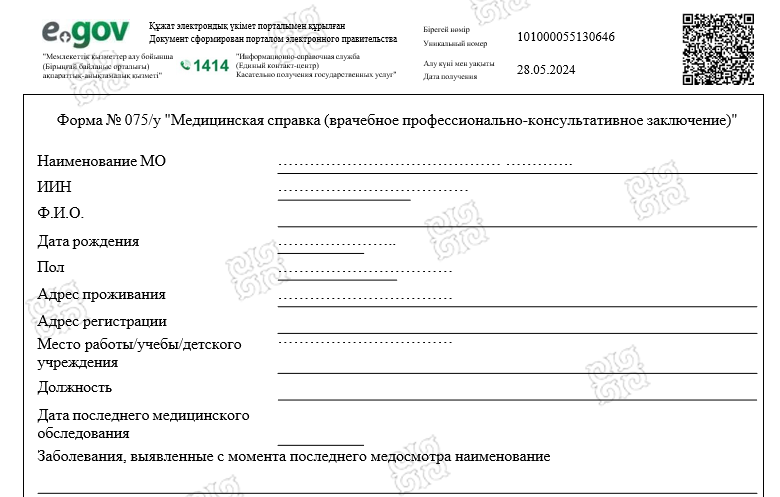 e.gov
Құжат электрондық үкімет порталымен құрылған
Документ сформирован порталом электронного правительства
"Мемлекеттік қызметтер алу бойынша
(Бірыңғай байланыс орталығы)
ақпараттық-анықтамалық қызметі"
1414
"Информационно-справочная служба
(Единый контакт-центр)
Касательно получения государственных услуг"
Бірегей нөмір
Уникальный номер
101000055130646
Алу күні мен уақыты
Дата получения
28.05.2024
Форма № 075/у "Медицинская справка (врачебное профессионально-консультативное заключение)"
Наименование МО
ИИН
Ф.И.О.
Дата рождения
Пол
Адрес проживания
Адрес регистрации
Место работы/учебы/детского
учреждения
Должность
Дата последнего медицинского
обследования
Заболевания, выявленные с момента последнего медосмотра наименование